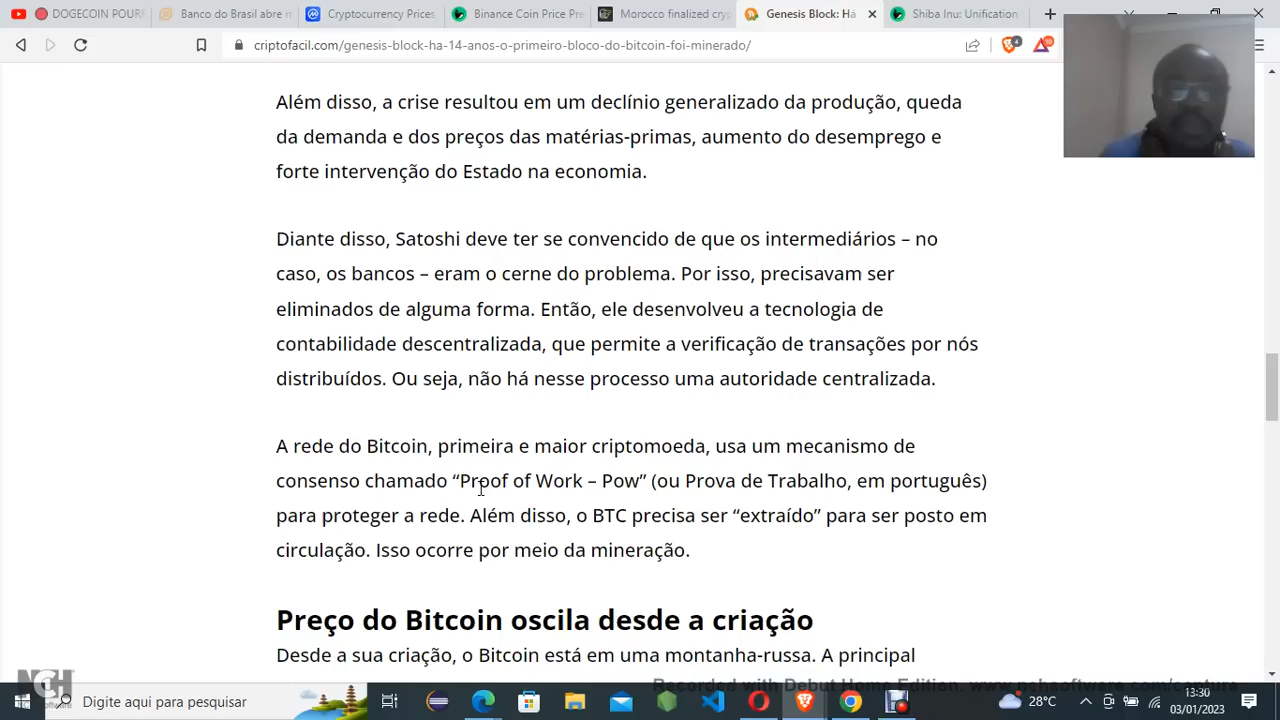 DOGECOIN POURF
Banco do Brasil abre n
Cryptocurrency Prices
Binance Coin Price Pre
Morocco finalized cryp
Genesis Block: Há
Shiba Inu: Unification
criptofacil.com/genesis-block-ha-14-anos-o-primeiro-bloco-do-bitcoin-foi-minerado/
4
Além disso, a crise resultou em um declínio generalizado da produção, queda
da demanda e dos preços das matérias-primas, aumento do desemprego e
forte intervenção do Estado na economia.
Diante disso, Satoshi deve ter se convencido de que os intermediários – no
caso, os bancos – eram o cerne do problema. Por isso, precisavam ser
eliminados de alguma forma. Então, ele desenvolveu a tecnologia de
contabilidade descentralizada, que permite a verificação de transações por nós
distribuídos. Ou seja, não há nesse processo uma autoridade centralizada.
A rede do Bitcoin, primeira e maior criptomoeda, usa um mecanismo de
consenso chamado “Proof of Work – Pow” (ou Prova de Trabalho, em português)
para proteger a rede. Além disso, o BTC precisa ser “extraído” para ser posto em
circulação. Isso ocorre por meio da mineração.
Preço do Bitcoin oscila desde a criação
Desde a sua criação, o Bitcoin está em uma montanha-russa. A principal
NCH
Recorded with Debut Home Edition. www.nchsoftware.com/capture
Digite aqui para pesquisar
28°C
13:30
03/01/2023